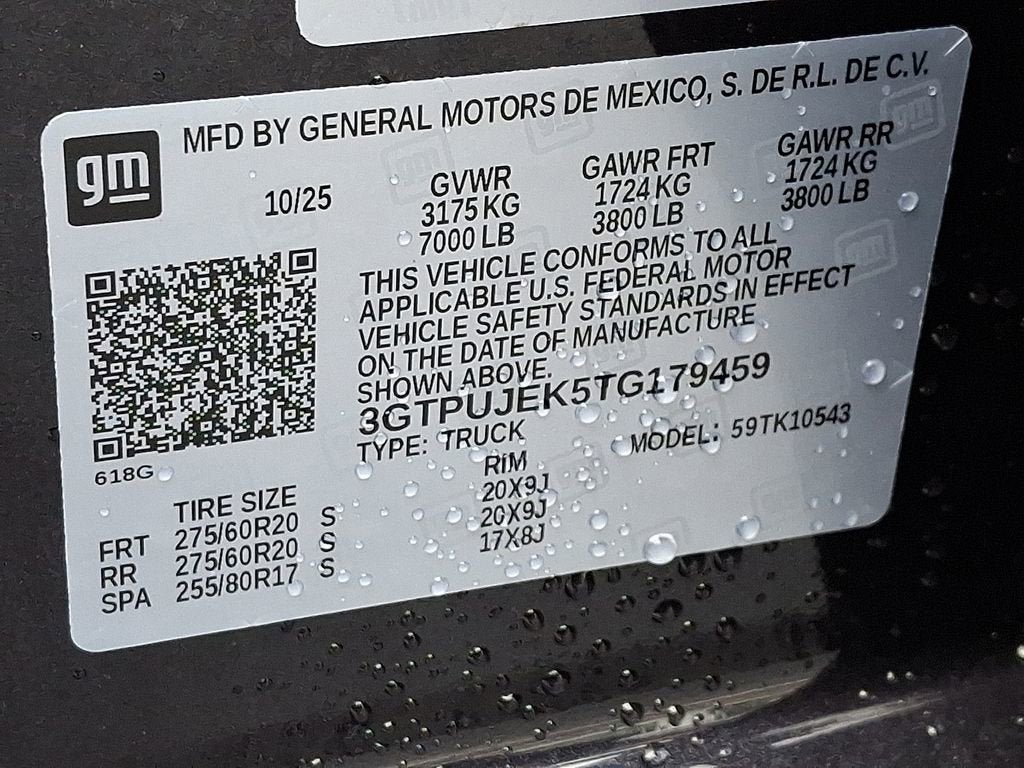 gm
MFD BY GENERAL MOTORS DE MEXICO, S. DE R.L. DE C.V.
10/25
GVWR GAWR FRT GAWR RR
3175 KG 1724 KG 1724 KG
7000 LB 3800 LB 3800 LB
THIS VEHICLE CONFORMS TO ALL
APPLICABLE U.S. FEDERAL MOTOR
VEHICLE SAFETY STANDARDS IN EFFECT
ON THE DATE OF MANUFACTURE
SHOWN ABOVE.
3GTPUJEK5TG179459
TYPE: TRUCK MODEL: 59TK10543
618G
TIRE SIZE RIM
FRT 275/60R20 S 20X9J
RR 275/60R20 S 20X9J
SPA 255/80R17 S 17X8J